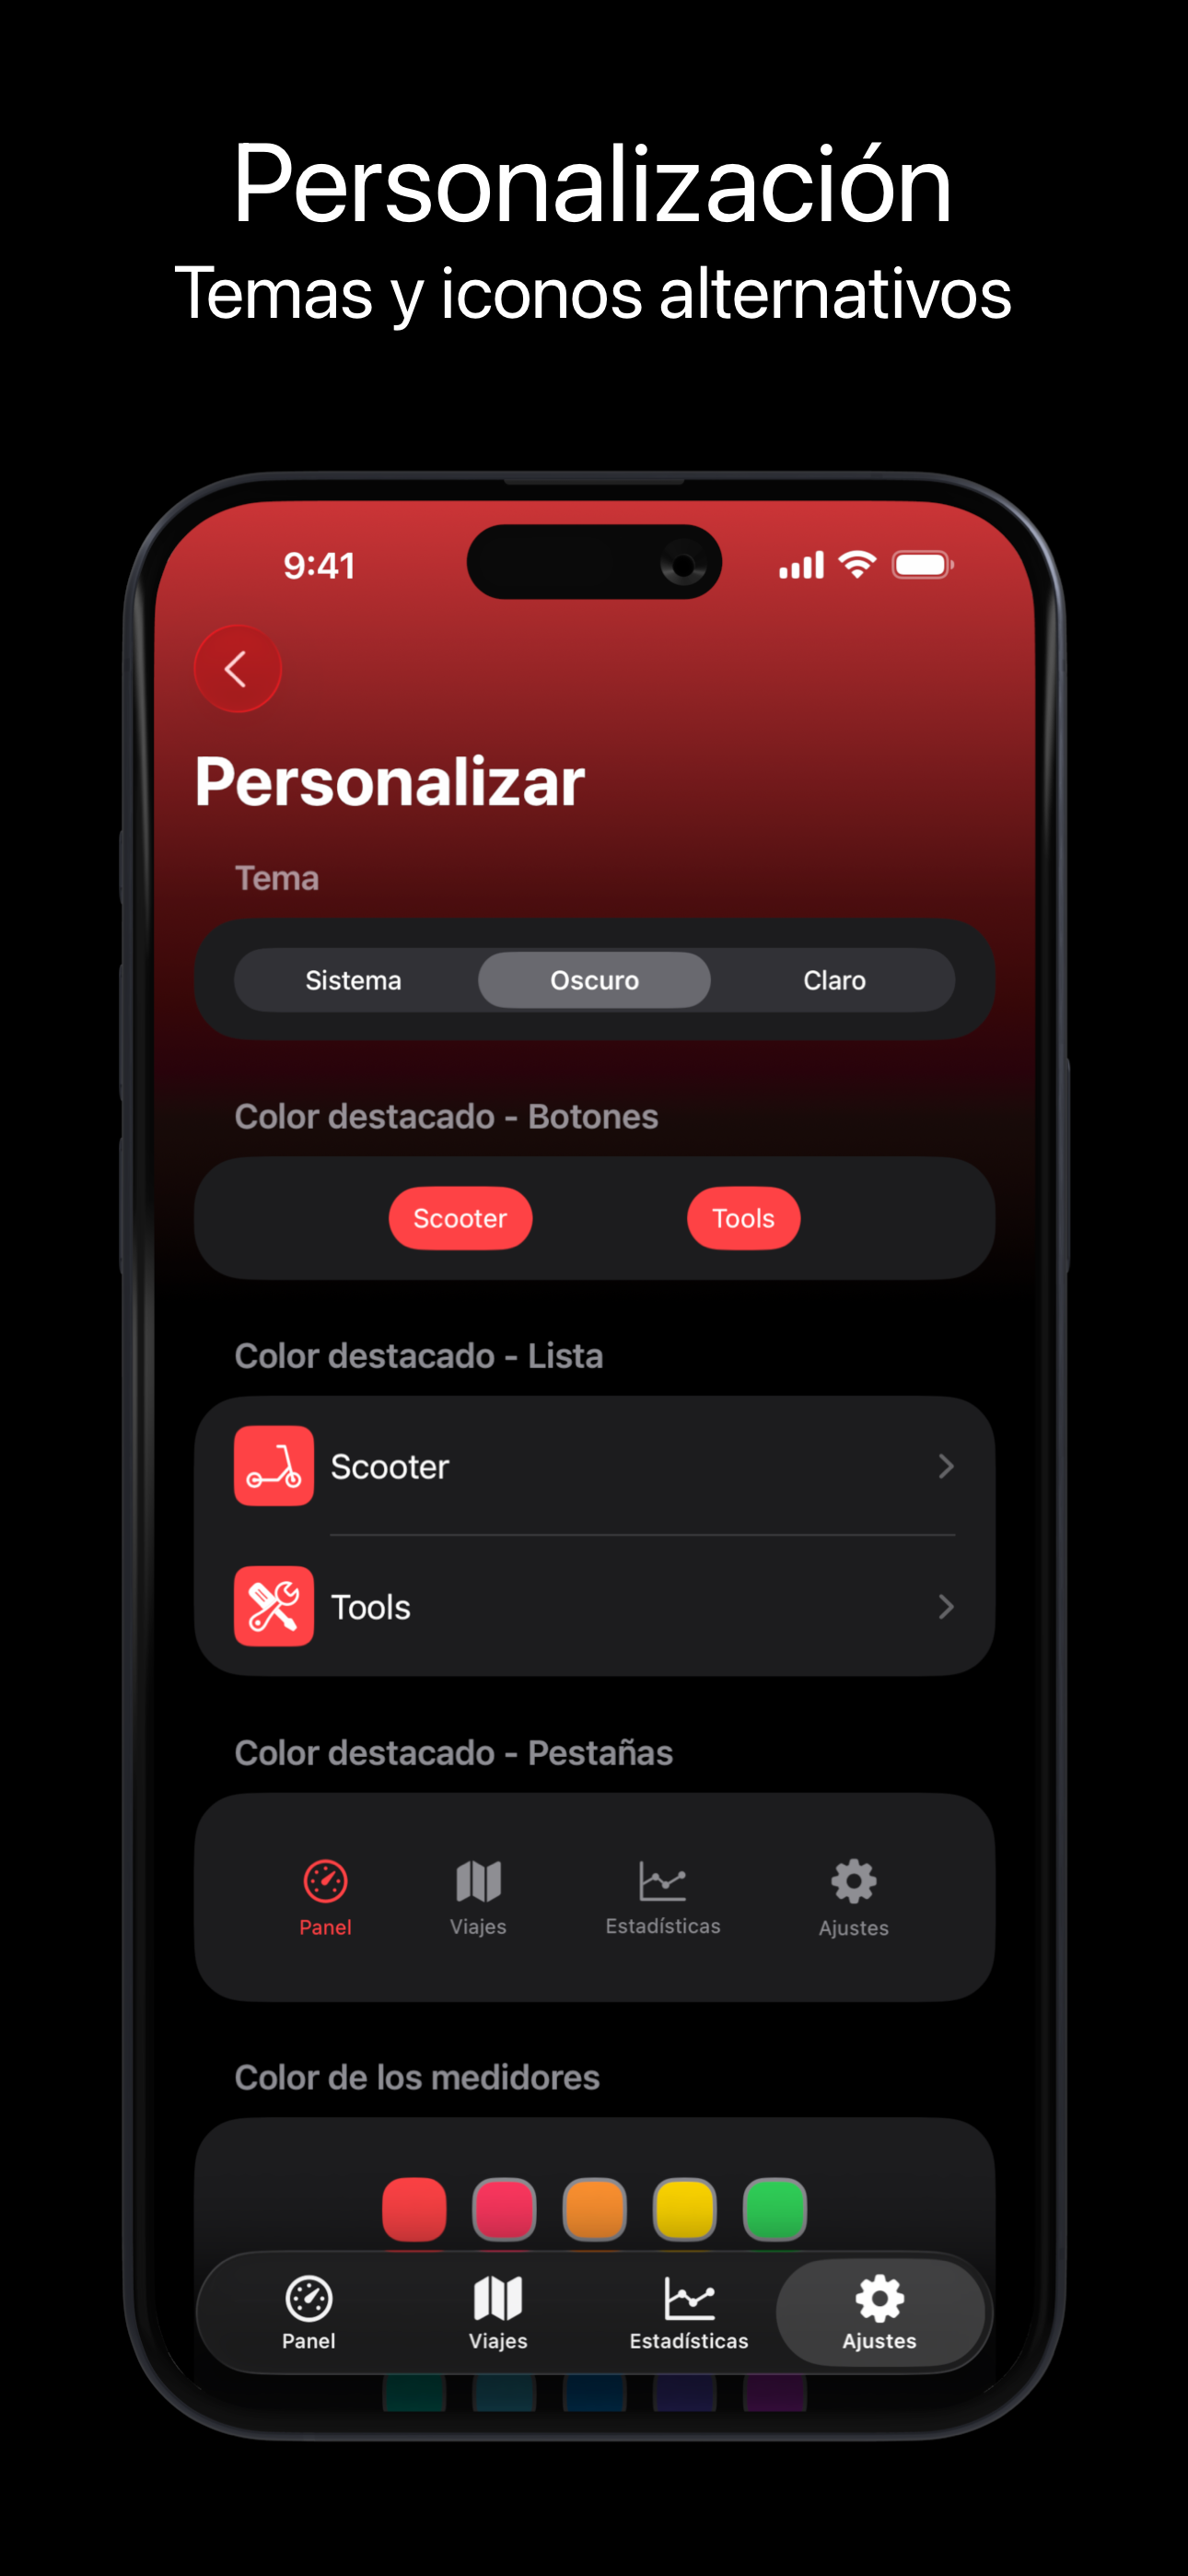 Personalización
Temas y iconos alternativos
9:41
Personalizar
Tema
Sistema Oscuro Claro
Color destacado - Botones
Scooter Tools
Color destacado - Lista
Scooter
Tools
Color destacado - Pestañas
Panel Viajes Estadísticas Ajustes
Color de los medidores
Panel Viajes Estadísticas Ajustes